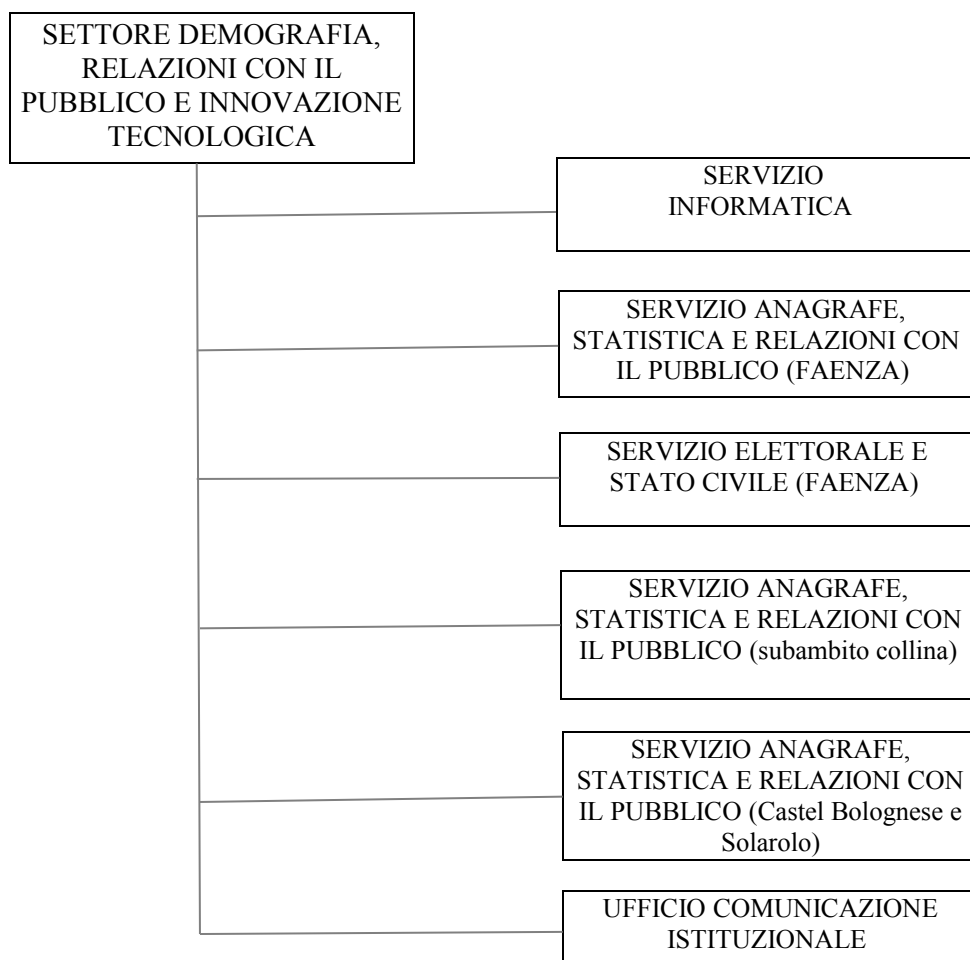 SETTORE DEMOGRAFIA,
RELAZIONI CON IL
PUBBLICO E INNOVAZIONE
TECNOLOGICA
SERVIZIO
INFORMATICA
SERVIZIO ANAGRAFE,
STATISTICA E RELAZIONI CON
IL PUBBLICO (FAENZA)
SERVIZIO ELETTORALE E
STATO CIVILE (FAENZA)
SERVIZIO ANAGRAFE,
STATISTICA E RELAZIONI CON
IL PUBBLICO (subambito collina)
SERVIZIO ANAGRAFE,
STATISTICA E RELAZIONI CON
IL PUBBLICO (Castel Bolognese e
Solarolo)
UFFICIO COMUNICAZIONE
ISTITUZIONALE